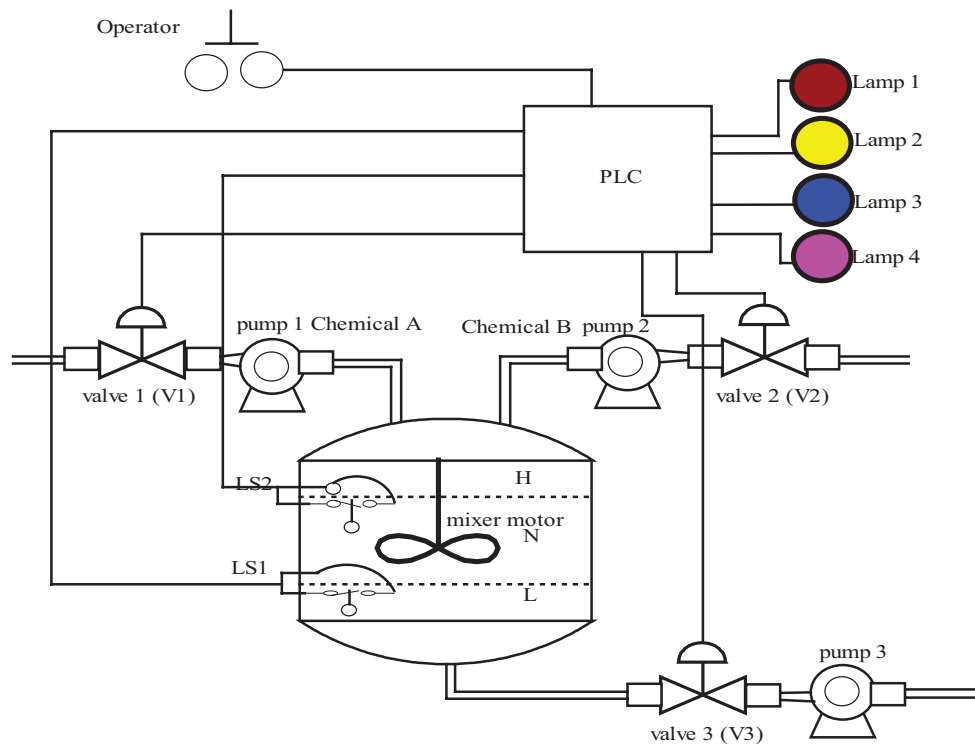 Operator
Lamp 1
Lamp 2
PLC
Lamp 3
Lamp 4
pump 1 Chemical A
Chemical B
pump 2
valve 1 (V1)
valve 2 (V2)
LS2
H
mixer motor
N
LS1
L
pump 3
valve 3 (V3)